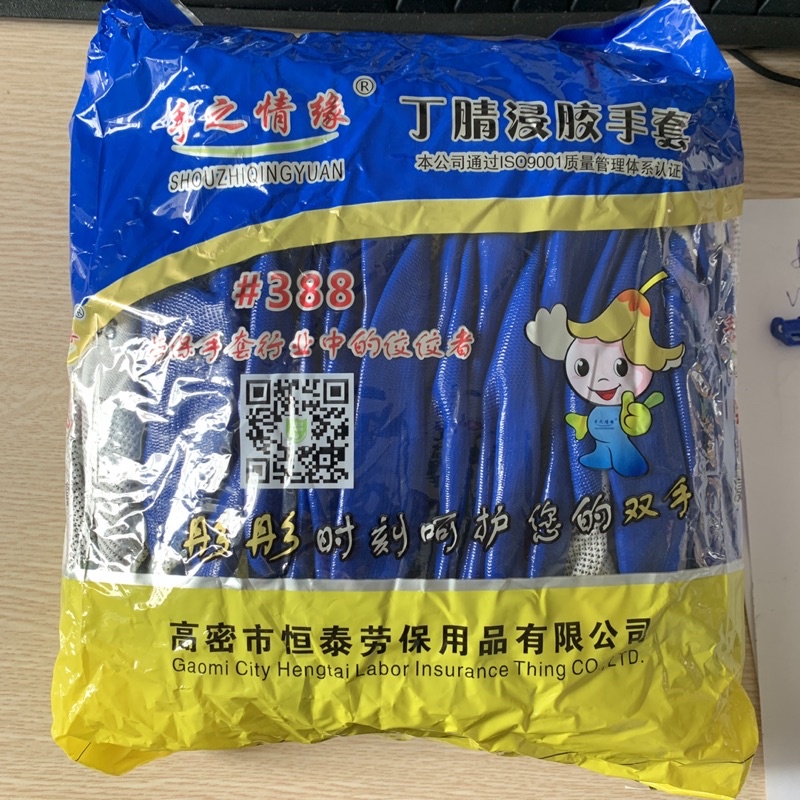 手之情缘®
SHOUZHIQINGYUAN
丁腈浸胶手套
本公司通过ISO9001质量管理体系认证
#388
劳保手套行业中的佼佼者
彤彤时刻呵护您的双手
高密市恒泰劳保用品有限公司
Gaomi City Hengtai Labor Insurance Thing CO.,LTD.